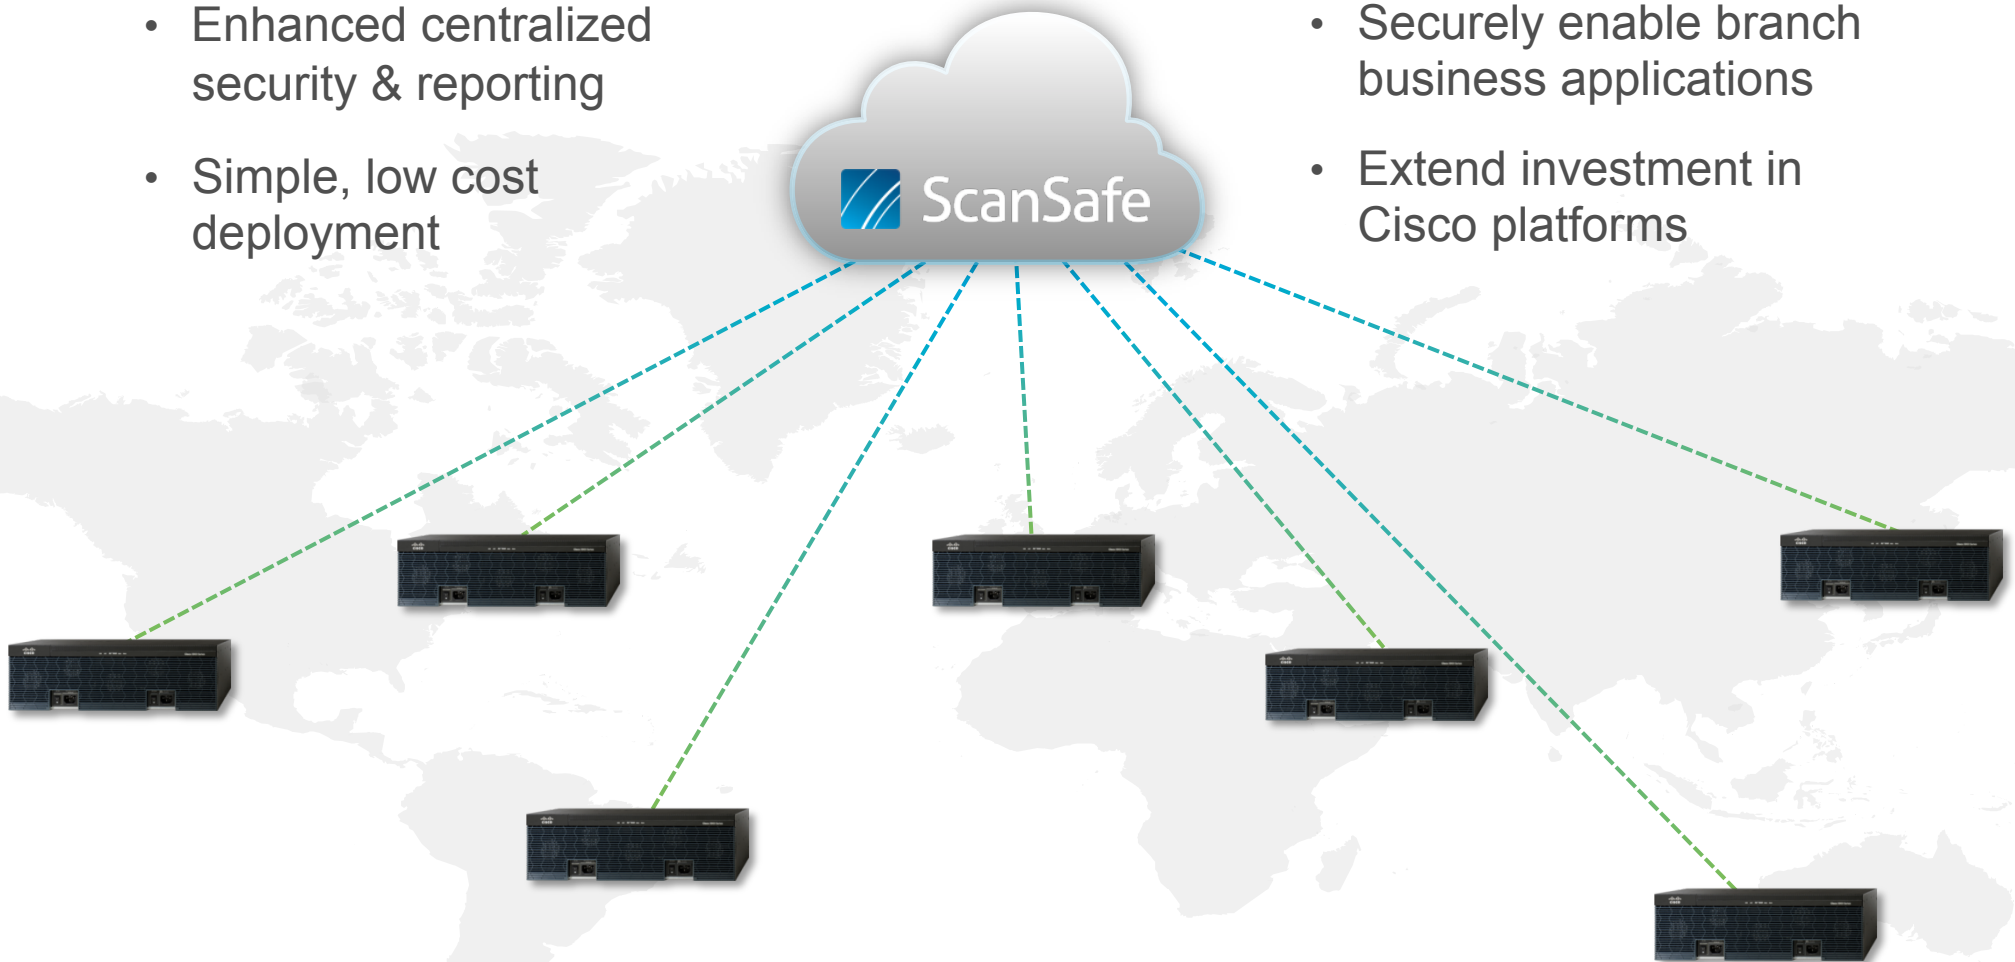 • Enhanced centralized
security & reporting
• Simple, low cost
deployment
ScanSafe
• Securely enable branch
business applications
• Extend investment in
Cisco platforms